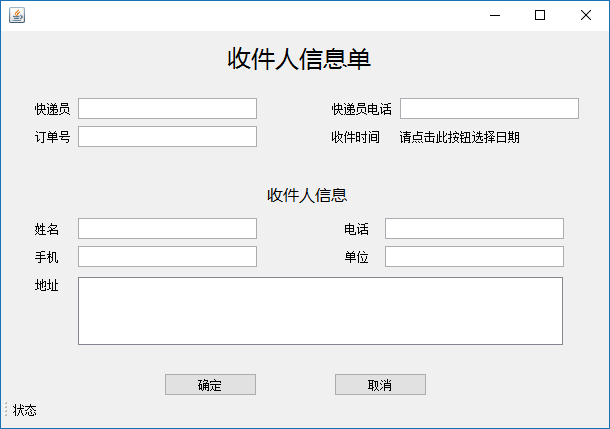 收件人信息单
快递员 快递员电话
订单号 收件时间 请点击此按钮选择日期
收件人信息
姓名 电话
手机 单位
地址
确定 取消
状态